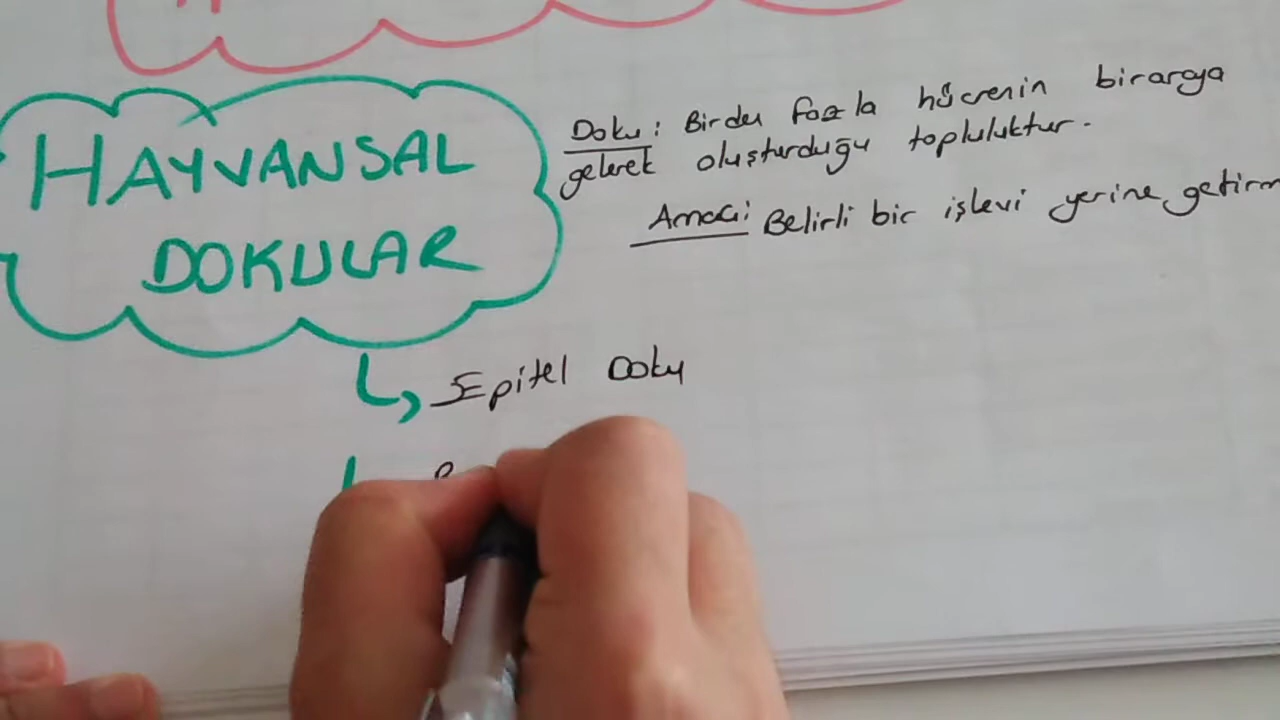 HAYVANSAL
DOKULAR
Doku: Birden fazla hücrenin biraraya
gelerek oluşturduğu topluluktur.
Amacı: Belirli bir işlevi yerine getirm
Epitel Doku